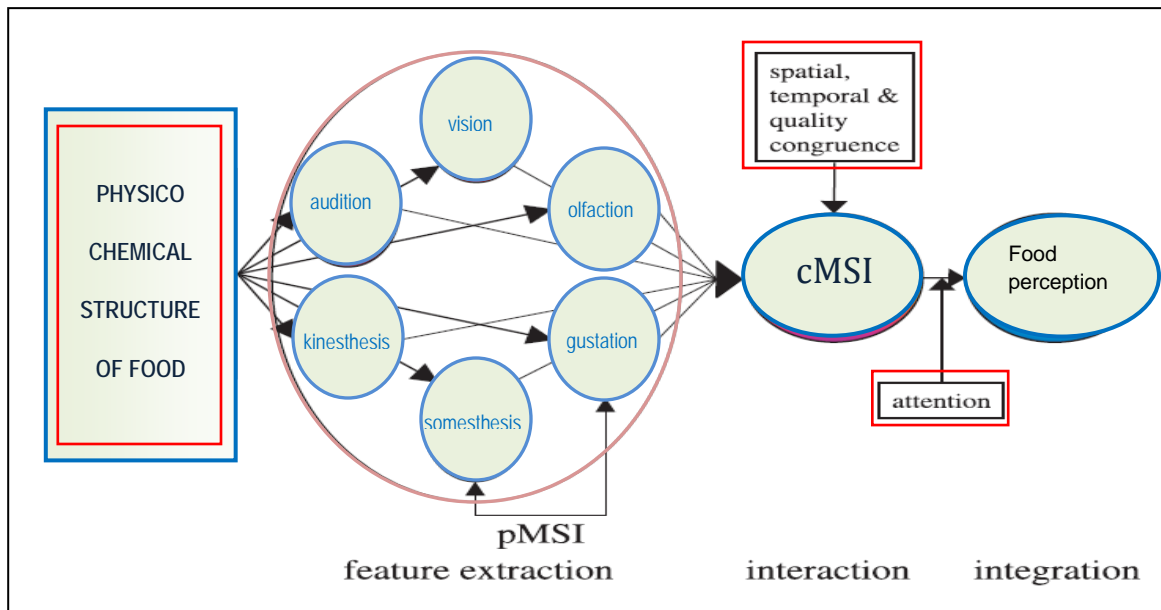 PHYSICO
CHEMICAL
STRUCTURE
OF FOOD
vision
audition
olfaction
kinesthesis
gustation
somesthesis
pMSI
feature extraction
spatial,
temporal &
quality
congruence
cMSI
attention
interaction
Food
perception
integration